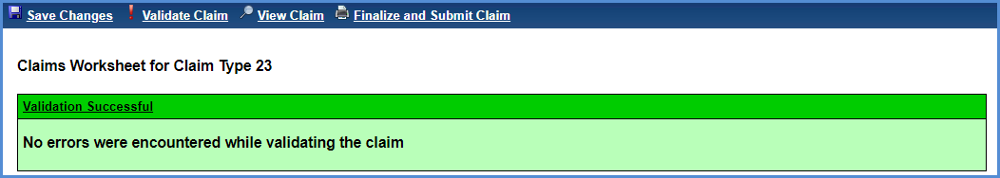 Save Changes Validate Claim View Claim Finalize and Submit Claim
Claims Worksheet for Claim Type 23
Validation Successful
No errors were encountered while validating the claim